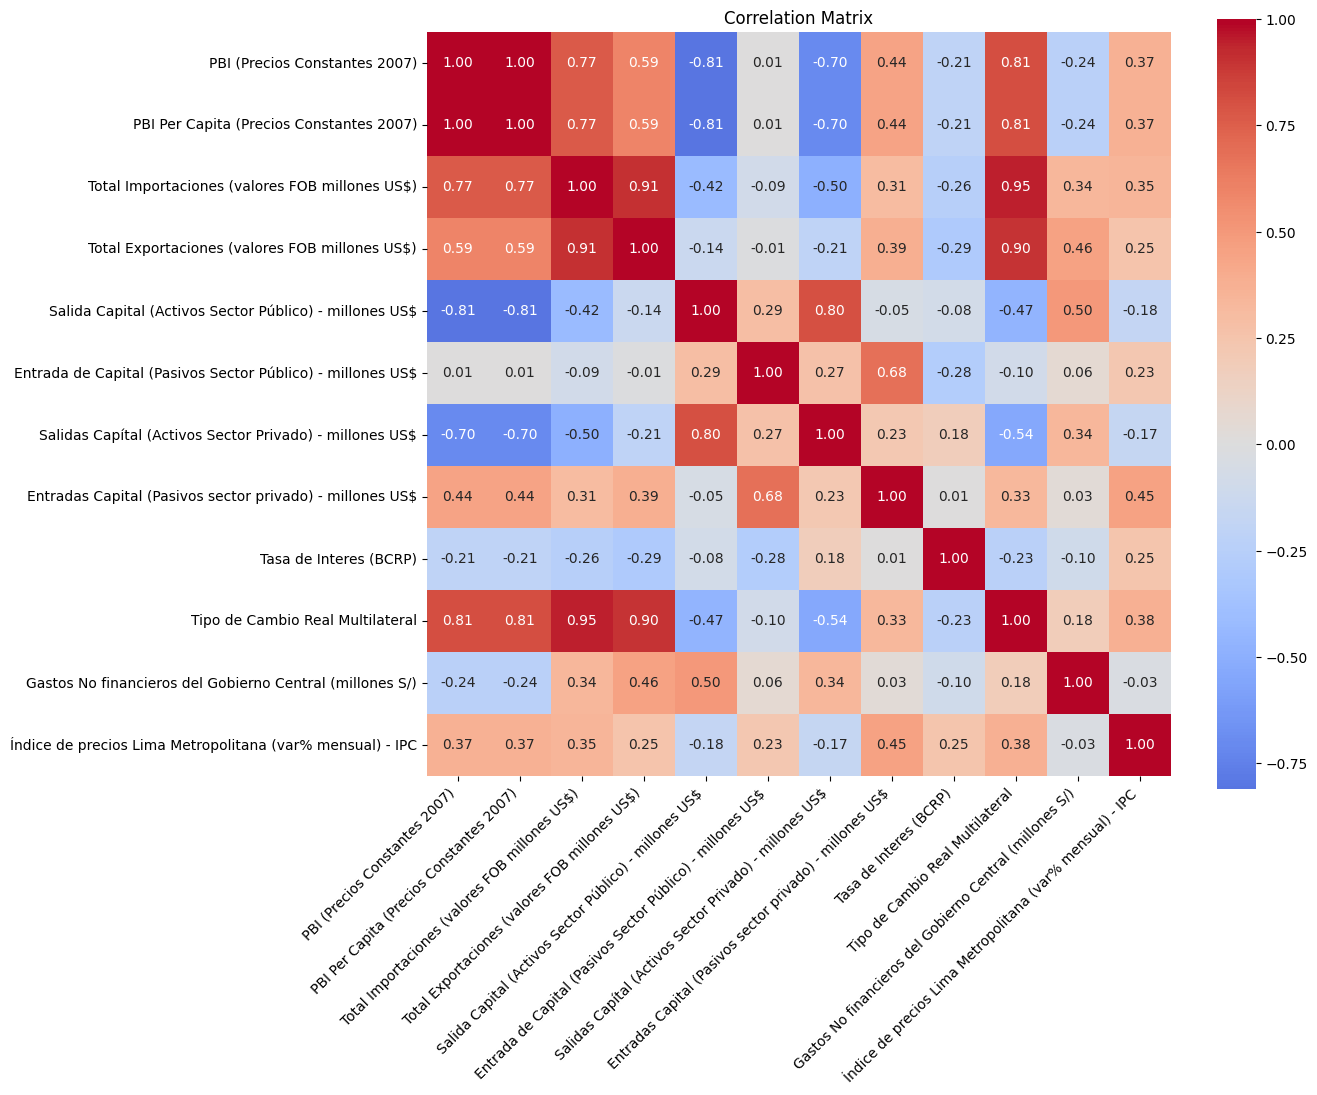 Correlation Matrix
PBI (Precios Constantes 2007) 1.00 1.00 0.77 0.59 -0.81 0.01 -0.70 0.44 -0.21 0.81 -0.24 0.37
PBI Per Capita (Precios Constantes 2007) 1.00 1.00 0.77 0.59 -0.81 0.01 -0.70 0.44 -0.21 0.81 -0.24 0.37
Total Importaciones (valores FOB millones US$) 0.77 0.77 1.00 0.91 -0.42 -0.09 -0.50 0.31 -0.26 0.95 0.34 0.35
Total Exportaciones (valores FOB millones US$) 0.59 0.59 0.91 1.00 -0.14 -0.01 -0.21 0.39 -0.29 0.90 0.46 0.25
Salida Capital (Activos Sector Público) - millones US$ -0.81 -0.81 -0.42 -0.14 1.00 0.29 0.80 -0.05 -0.08 -0.47 0.50 -0.18
Entrada de Capital (Pasivos Sector Público) - millones US$ 0.01 0.01 -0.09 -0.01 0.29 1.00 0.27 0.68 -0.28 -0.10 0.06 0.23
Salidas Capítal (Activos Sector Privado) - millones US$ -0.70 -0.70 -0.50 -0.21 0.80 0.27 1.00 0.23 0.18 -0.54 0.34 -0.17
Entradas Capital (Pasivos sector privado) - millones US$ 0.44 0.44 0.31 0.39 -0.05 0.68 0.23 1.00 0.01 0.33 0.03 0.45
Tasa de Interes (BCRP) -0.21 -0.21 -0.26 -0.29 -0.08 -0.28 0.18 0.01 1.00 -0.23 -0.10 0.25
Tipo de Cambio Real Multilateral 0.81 0.81 0.95 0.90 -0.47 -0.10 -0.54 0.33 -0.23 1.00 0.18 0.38
Gastos No financieros del Gobierno Central (millones S/) -0.24 -0.24 0.34 0.46 0.50 0.06 0.34 0.03 -0.10 0.18 1.00 -0.03
Índice de precios Lima Metropolitana (var% mensual) - IPC 0.37 0.37 0.35 0.25 -0.18 0.23 -0.17 0.45 0.25 0.38 -0.03 1.00
PBI (Precios Constantes 2007)
PBI Per Capita (Precios Constantes 2007)
Total Importaciones (valores FOB millones US$)
Total Exportaciones (valores FOB millones US$)
Salida Capital (Activos Sector Público) - millones US$
Entrada de Capital (Pasivos Sector Público) - millones US$
Salidas Capítal (Activos Sector Privado) - millones US$
Entradas Capital (Pasivos sector privado) - millones US$
Tasa de Interes (BCRP)
Tipo de Cambio Real Multilateral
Gastos No financieros del Gobierno Central (millones S/)
Índice de precios Lima Metropolitana (var% mensual) - IPC
1.00
0.75
0.50
0.25
0.00
−0.25
−0.50
−0.75